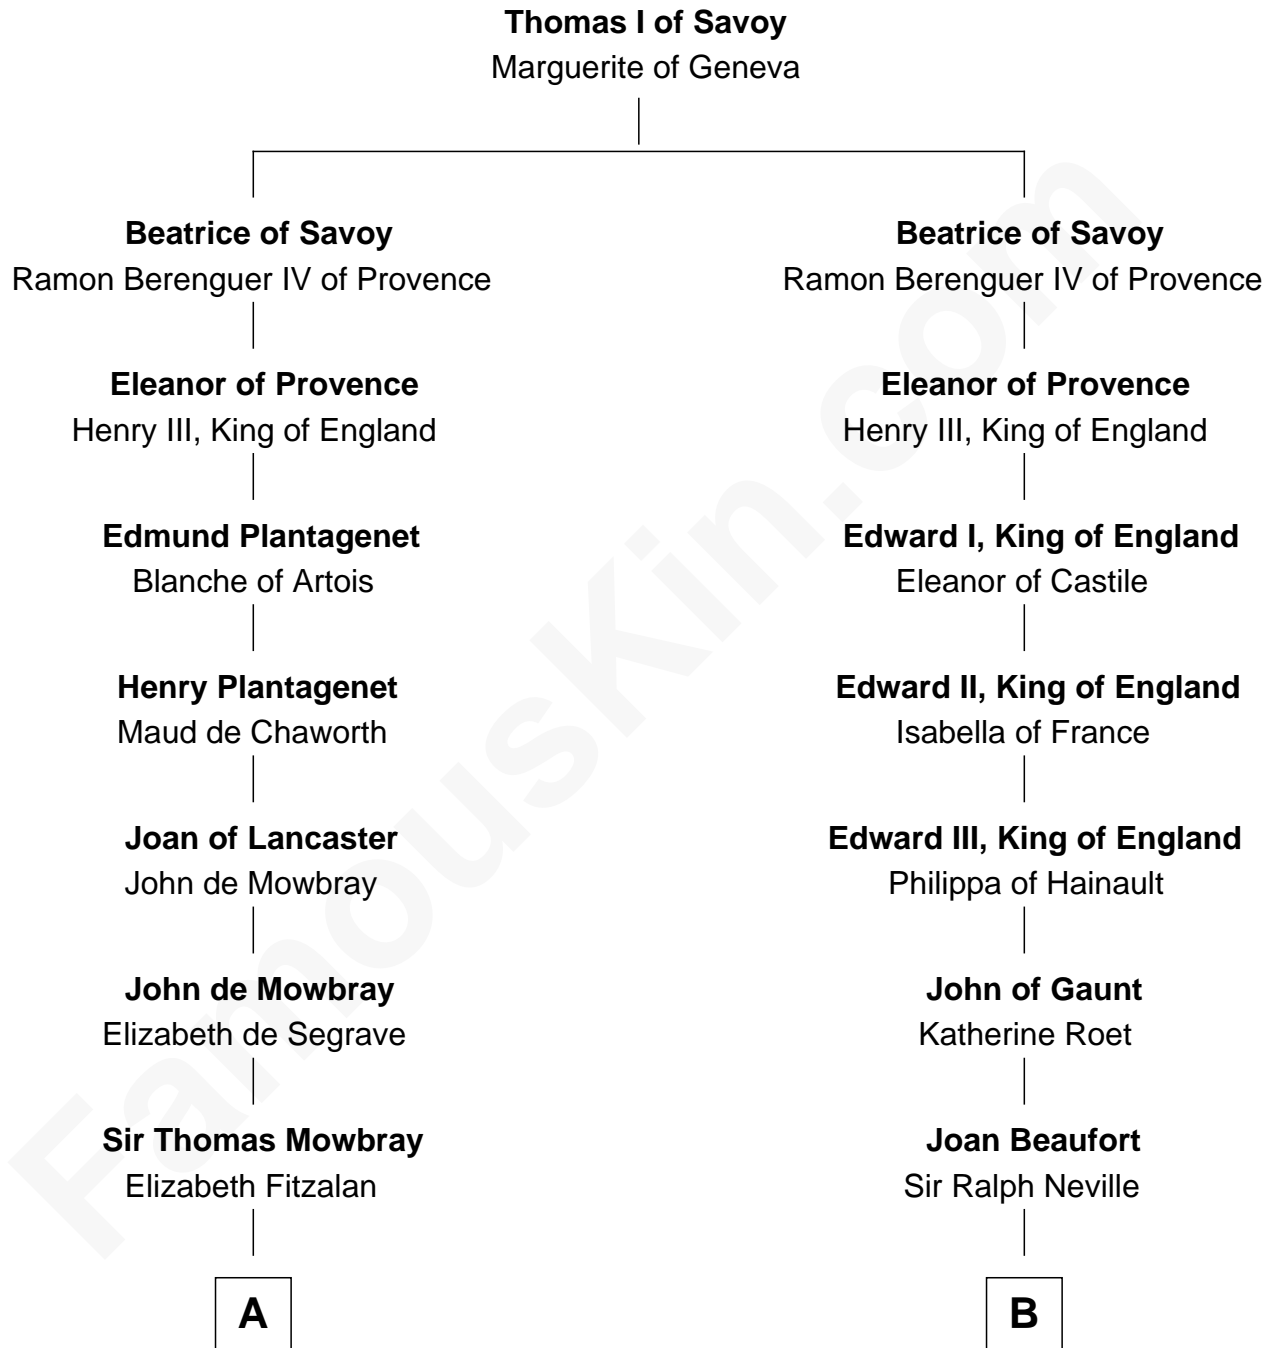 Thomas I of Savoy
Marguerite of Geneva
Beatrice of Savoy
Ramon Berenguer IV of Provence
Eleanor of Provence
Henry III, King of England
Edmund Plantagenet
Blanche of Artois
Henry Plantagenet
Maud de Chaworth
Joan of Lancaster
John de Mowbray
John de Mowbray
Elizabeth de Segrave
Sir Thomas Mowbray
Elizabeth Fitzalan
A
Beatrice of Savoy
Ramon Berenguer IV of Provence
Eleanor of Provence
Henry III, King of England
Edward I, King of England
Eleanor of Castile
Edward II, King of England
Isabella of France
Edward III, King of England
Philippa of Hainault
John of Gaunt
Katherine Roet
Joan Beaufort
Sir Ralph Neville
B
FamousKin.com